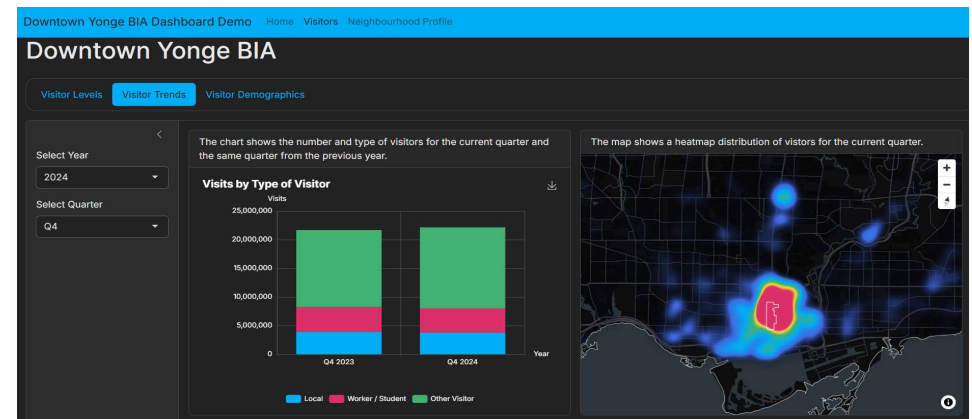 Downtown Yonge BIA Dashboard Demo Home Visitors Neighbourhood Profile
Downtown Yonge BIA
Visitor Levels Visitor Trends Visitor Demographics
Select Year
2024
Select Quarter
Q4
The chart shows the number and type of visitors for the current quarter and
the same quarter from the previous year.
Visits by Type of Visitor
Visits
25,000,000
20,000,000
15,000,000
10,000,000
5,000,000
0
Q4 2023 Q4 2024
Year
Local Worker / Student Other Visitor
The map shows a heatmap distribution of vistors for the current quarter.